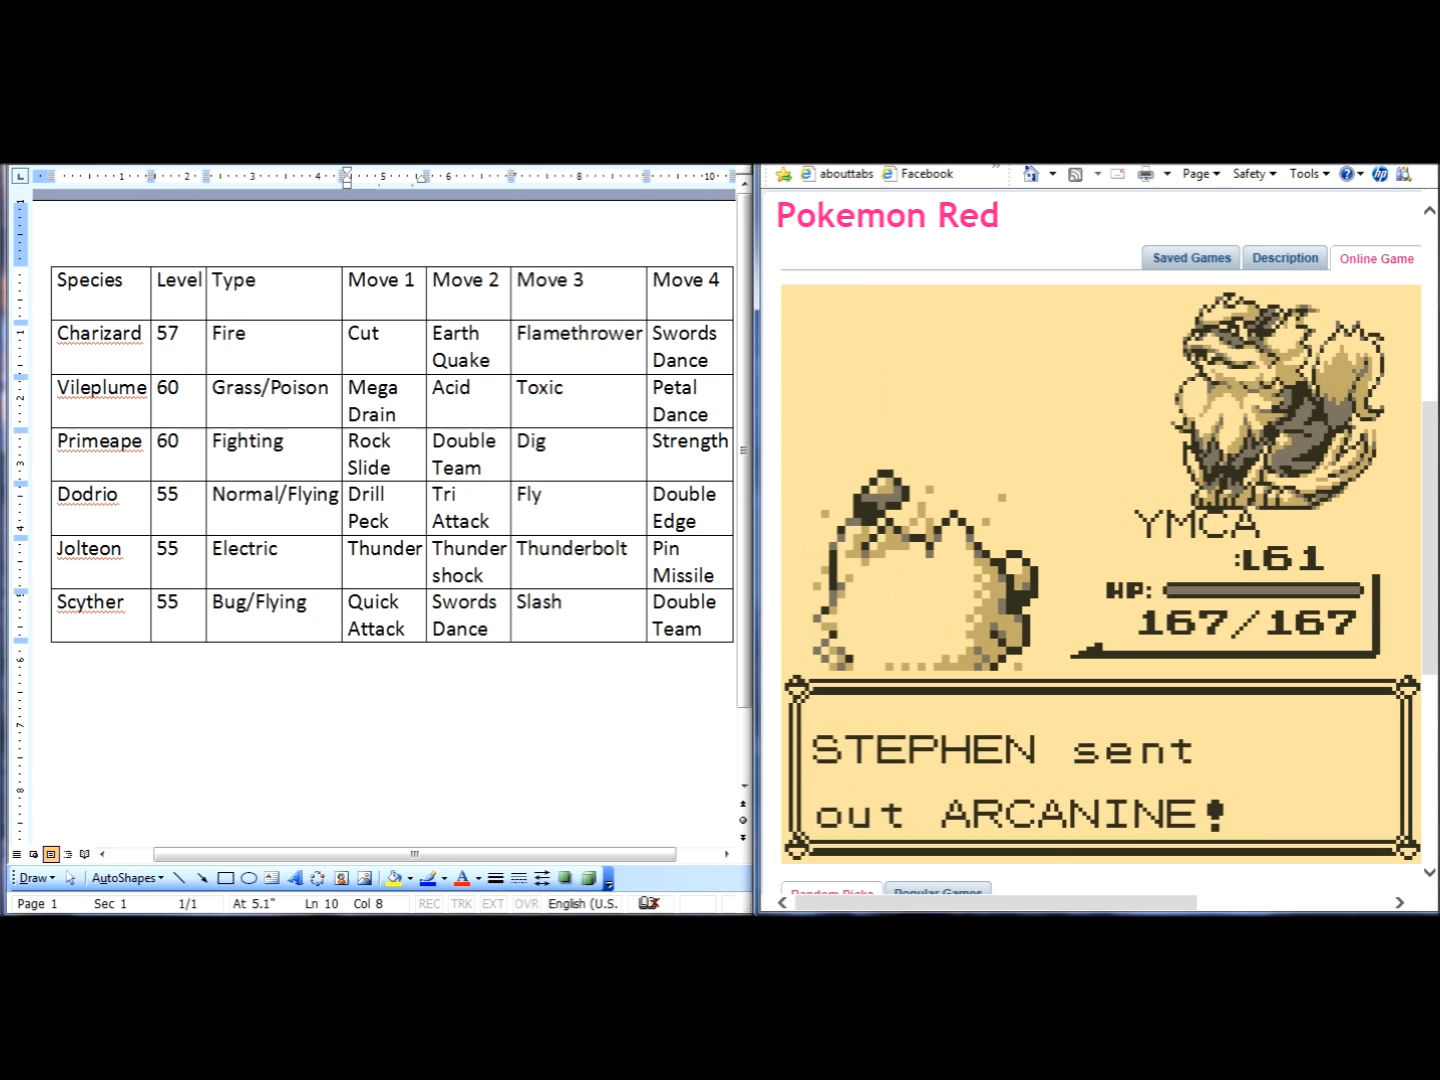 abouttabs Facebook Page Safety Tools
Pokemon Red
Saved Games Description Online Game
Species Level Type Move 1 Move 2 Move 3 Move 4
Charizard 57 Fire Cut Earth Quake Flamethrower Swords Dance
Vileplume 60 Grass/Poison Mega Drain Acid Toxic Petal Dance
Primeape 60 Fighting Rock Slide Double Team Dig Strength
Dodrio 55 Normal/Flying Drill Peck Tri Attack Fly Double Edge
Jolteon 55 Electric Thunder Thunder shock Thunderbolt Pin Missile
Scyther 55 Bug/Flying Quick Attack Swords Dance Slash Double Team
Draw AutoShapes
Page 1 Sec 1 1/1 At 5.1" Ln 10 Col 8 REC TRK EXT OVR English (U.S.
YMCA
:L61
HP:
167/167
STEPHEN sent
out ARCANINE!
Random Picks Popular Games